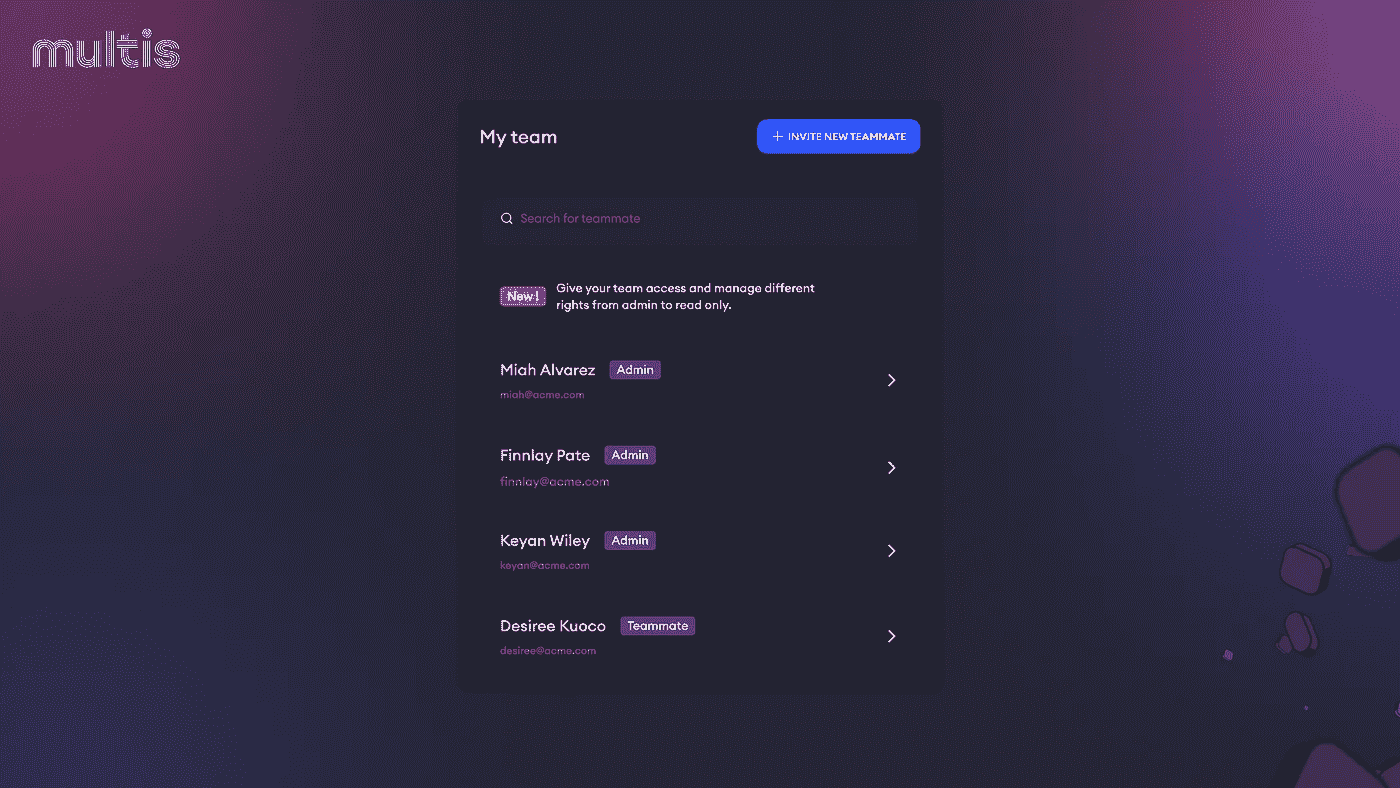 multis
My team
+ INVITE NEW TEAMMATE
Search for teammate
New!
Give your team access and manage different
rights from admin to read only.
Miah Alvarez Admin
miah@acme.com
Finnlay Pate Admin
finnlay@acme.com
Keyan Wiley Admin
keyan@acme.com
Desiree Kuoco Teammate
desiree@acme.com